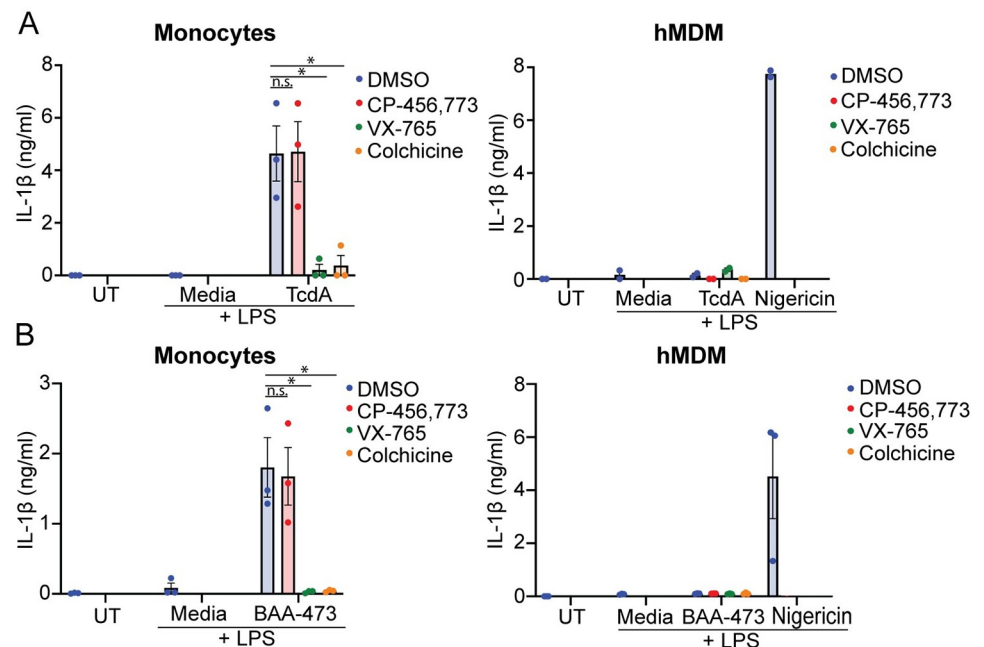 A
Monocytes
hMDM
IL-1β (ng/ml)
8
6
4
2
0
n.s.
*
*
DMSO
CP-456,773
VX-765
Colchicine
UT
Media
TcdA
+ LPS
IL-1β (ng/ml)
8
6
4
2
0
DMSO
CP-456,773
VX-765
Colchicine
UT
Media
TcdA
Nigericin
+ LPS
B
Monocytes
hMDM
IL-1β (ng/ml)
3
2
1
0
n.s.
*
*
DMSO
CP-456,773
VX-765
Colchicine
UT
Media
BAA-473
+ LPS
IL-1β (ng/ml)
8
6
4
2
0
DMSO
CP-456,773
VX-765
Colchicine
UT
Media
BAA-473
Nigericin
+ LPS